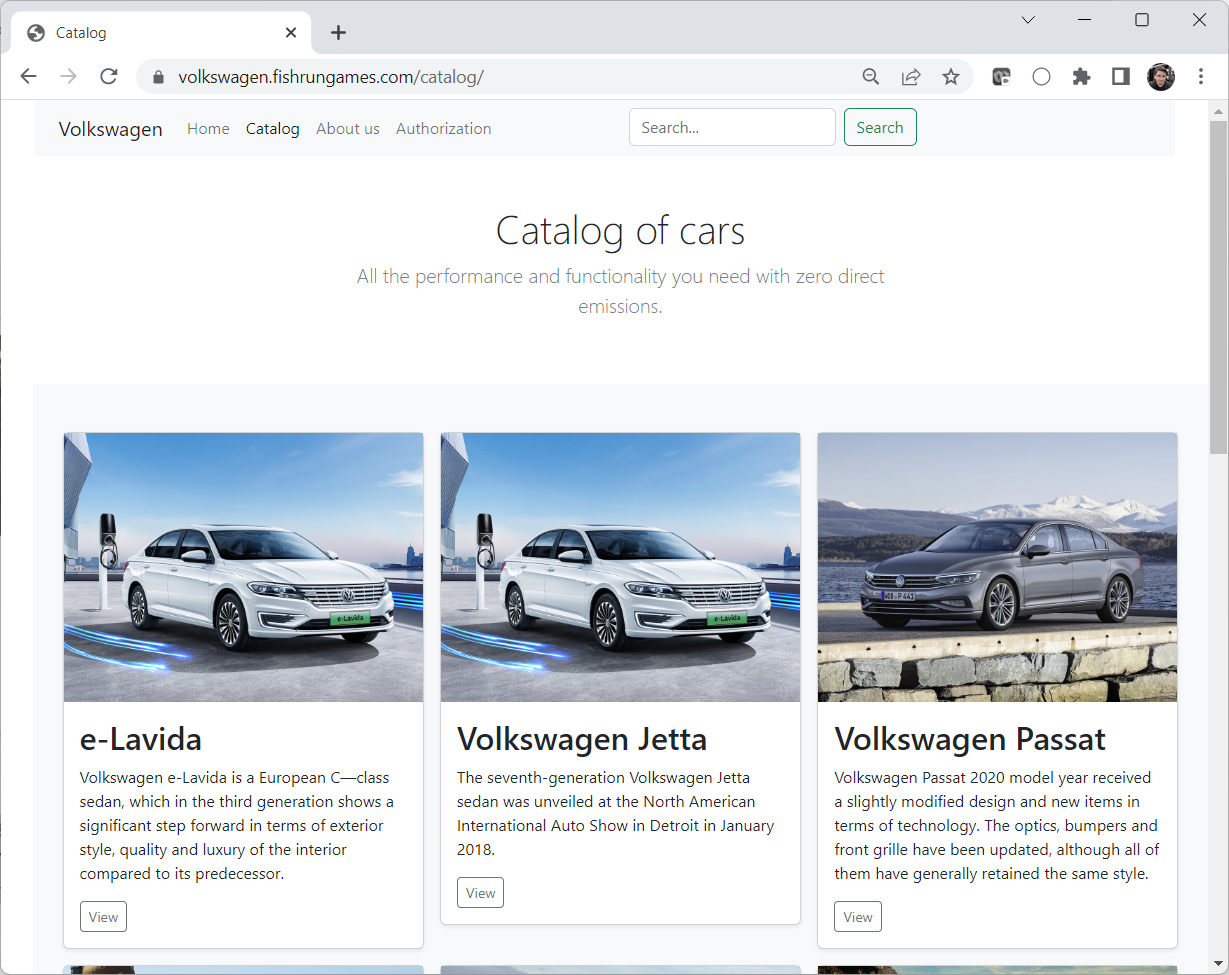 Catalog
volkswagen.fishrungames.com/catalog/
Volkswagen Home Catalog About us Authorization Search... Search
Catalog of cars
All the performance and functionality you need with zero direct
emissions.
e-Lavida
e-Lavida
WOB·P 441
e-Lavida
Volkswagen e-Lavida is a European C—class
sedan, which in the third generation shows a
significant step forward in terms of exterior
style, quality and luxury of the interior
compared to its predecessor.
View
Volkswagen Jetta
The seventh-generation Volkswagen Jetta
sedan was unveiled at the North American
International Auto Show in Detroit in January
2018.
View
Volkswagen Passat
Volkswagen Passat 2020 model year received
a slightly modified design and new items in
terms of technology. The optics, bumpers and
front grille have been updated, although all of
them have generally retained the same style.
View